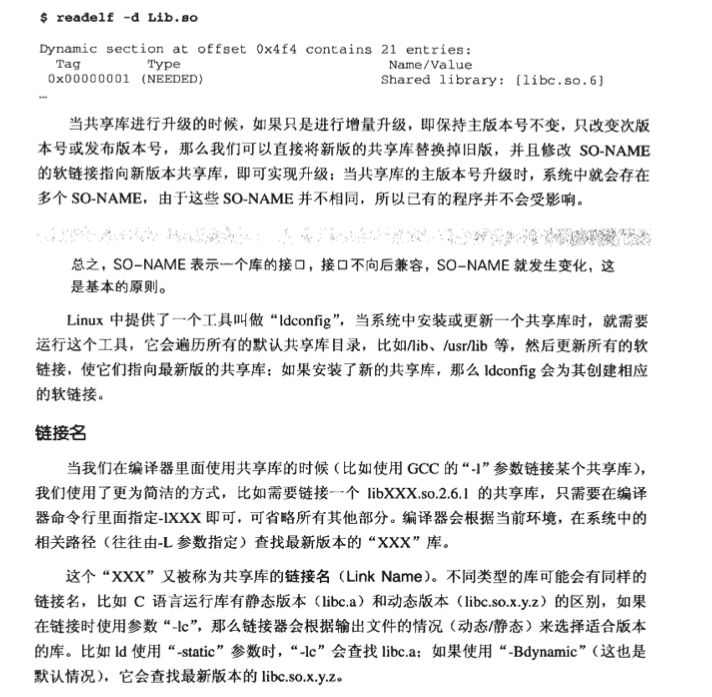 $ readelf -d Lib.so
Dynamic section at offset 0x4f4 contains 21 entries:
Tag Type Name/Value
0x00000001 (NEEDED) Shared library: [libc.so.6]
…
当共享库进行升级的时候，如果只是进行增量升级，即保持主版本号不变，只改变次版
本号或发布版本号，那么我们可以直接将新版的共享库替换掉旧版，并且修改 SO-NAME
的软链接指向新版本共享库，即可实现升级；当共享库的主版本号升级时，系统中就会存在
多个 SO-NAME，由于这些 SO-NAME 并不相同，所以已有的程序并不会受影响。
总之，SO-NAME 表示一个库的接口，接口不向后兼容，SO-NAME 就发生变化，这
是基本的原则。
Linux 中提供了一个工具叫做“ldconfig”，当系统中安装或更新一个共享库时，就需要
运行这个工具，它会遍历所有的默认共享库目录，比如/lib、/usr/lib 等，然后更新所有的软
链接，使它们指向最新版的共享库；如果安装了新的共享库，那么 ldconfig 会为其创建相应
的软链接。
链接名
当我们在编译器里面使用共享库的时候（比如使用 GCC 的“-l”参数链接某个共享库），
我们使用了更为简洁的方式，比如需要链接一个 libXXX.so.2.6.1 的共享库，只需要在编译
器命令行里面指定-lXXX 即可，可省略所有其他部分。编译器会根据当前环境，在系统中的
相关路径（往往由-L 参数指定）查找最新版本的“XXX”库。
这个“XXX”又被称为共享库的链接名（Link Name）。不同类型的库可能会有同样的
链接名，比如 C 语言运行库有静态版本（libc.a）和动态版本（libc.so.x.y.z）的区别，如果
在链接时使用参数“-lc”，那么链接器会根据输出文件的情况（动态/静态）来选择适合版本
的库。比如 ld 使用“-static”参数时，“-lc”会查找 libc.a；如果使用“-Bdynamic”（这也是
默认情况），它会查找最新版本的 libc.so.x.y.z。